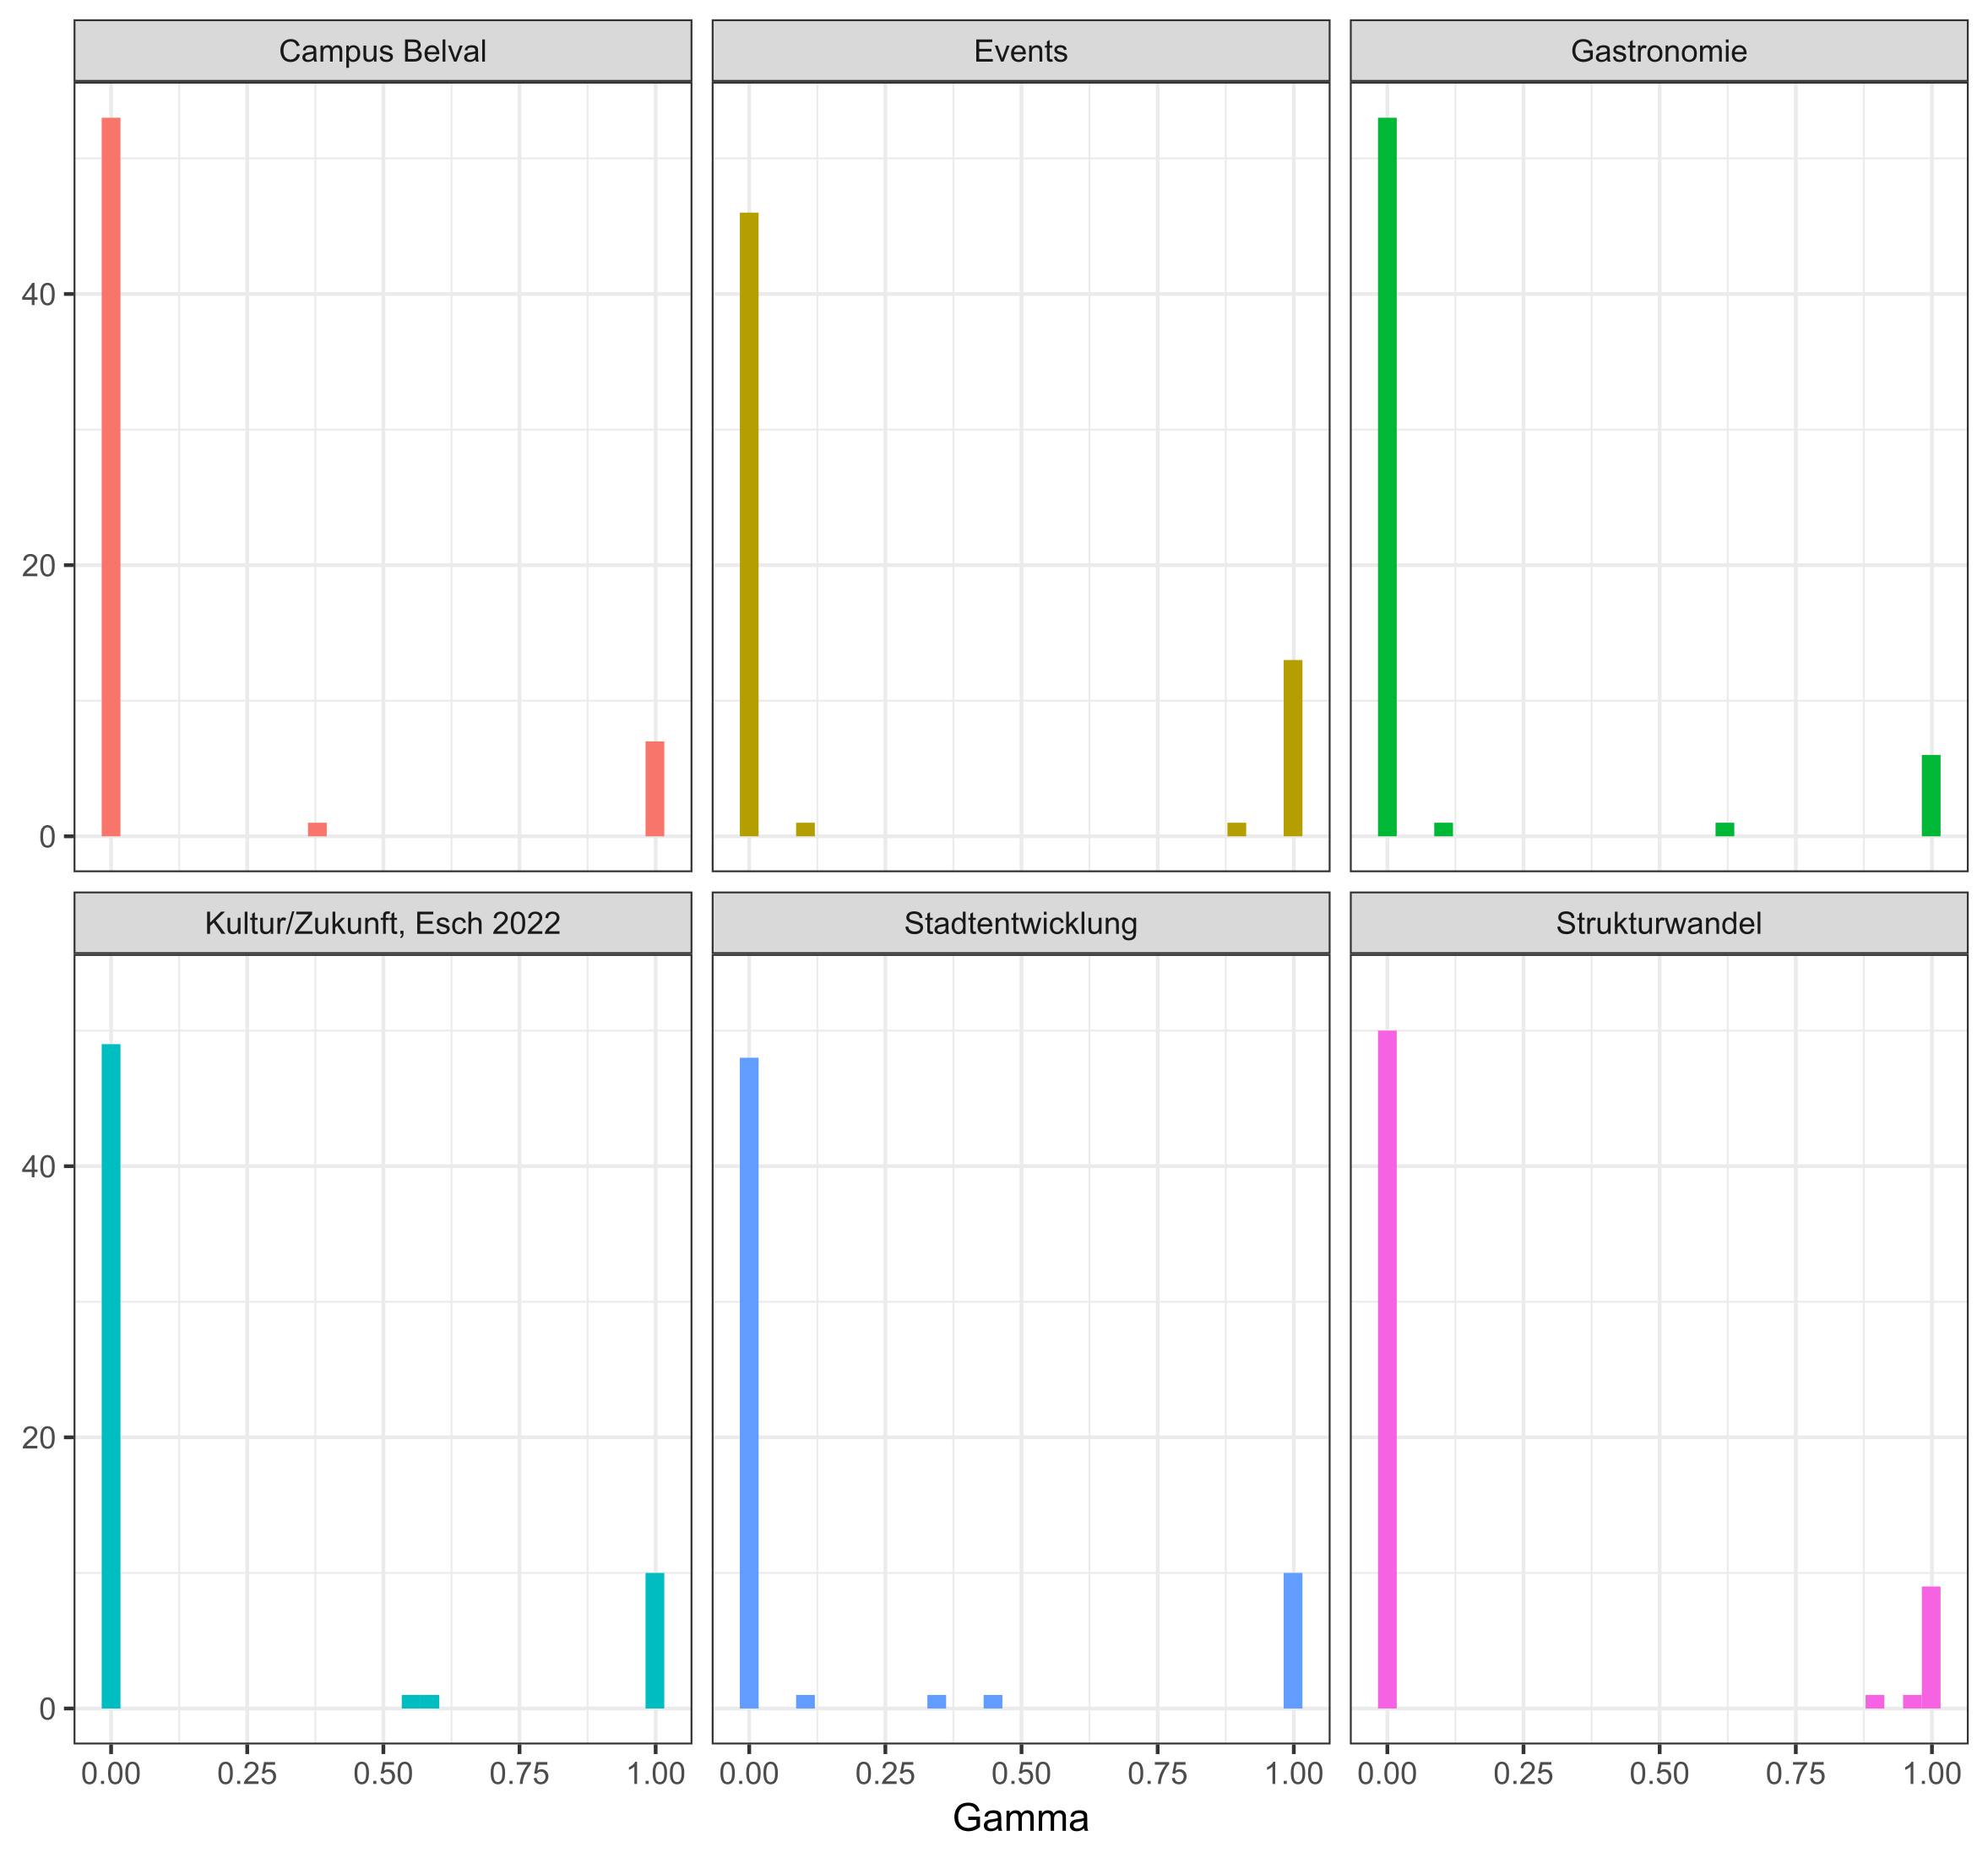 Campus Belval
Events
Gastronomie
40
20
0
Kultur/Zukunft, Esch 2022
Stadtentwicklung
Strukturwandel
40
20
0
0.00 0.25 0.50 0.75 1.00
0.00 0.25 0.50 0.75 1.00
0.00 0.25 0.50 0.75 1.00
Gamma